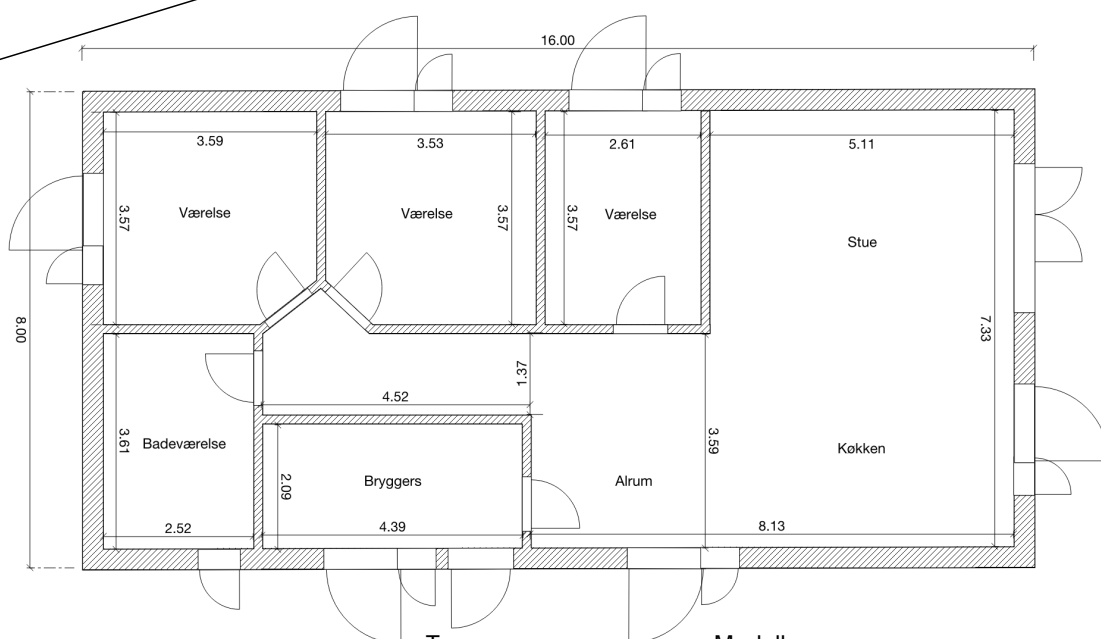 16.00
3.59
3.53
2.61
5.11
3.57
Værelse
Værelse
3.57
3.57
Værelse
Stue
8.00
7.33
1.37
4.52
3.61
Badeværelse
2.09
Bryggers
Alrum
3.59
Køkken
2.52
4.39
8.13